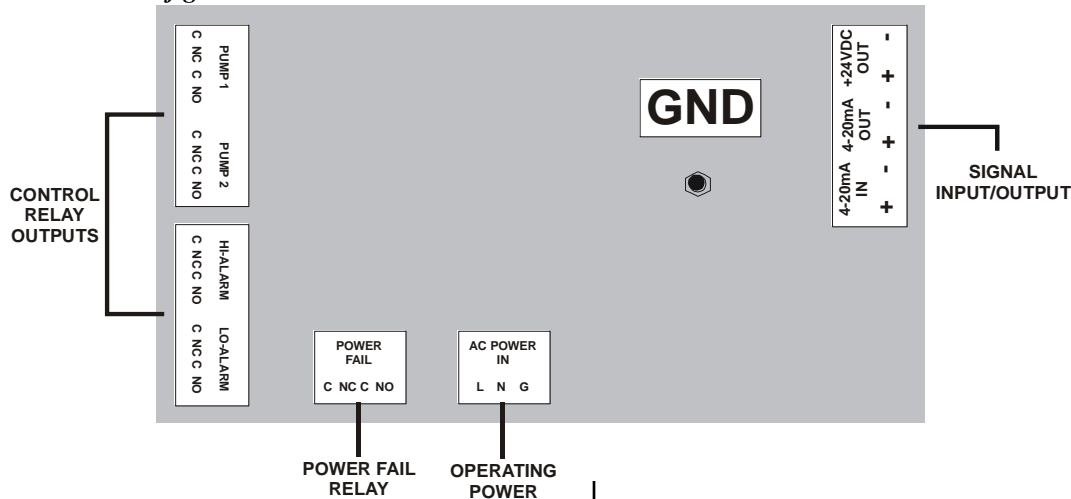 C NC C NO
PUMP 1
C NC C NO
PUMP 2
GND
+24VDC
OUT
- +
4-20mA
OUT
- +
4-20mA
IN
- +
SIGNAL
INPUT/OUTPUT
CONTROL
RELAY
OUTPUTS
C NC C NO
HI-ALARM
C NC C NO
LO-ALARM
POWER
FAIL
C NC C NO
AC POWER
IN
L N G
POWER FAIL
RELAY
OPERATING
POWER